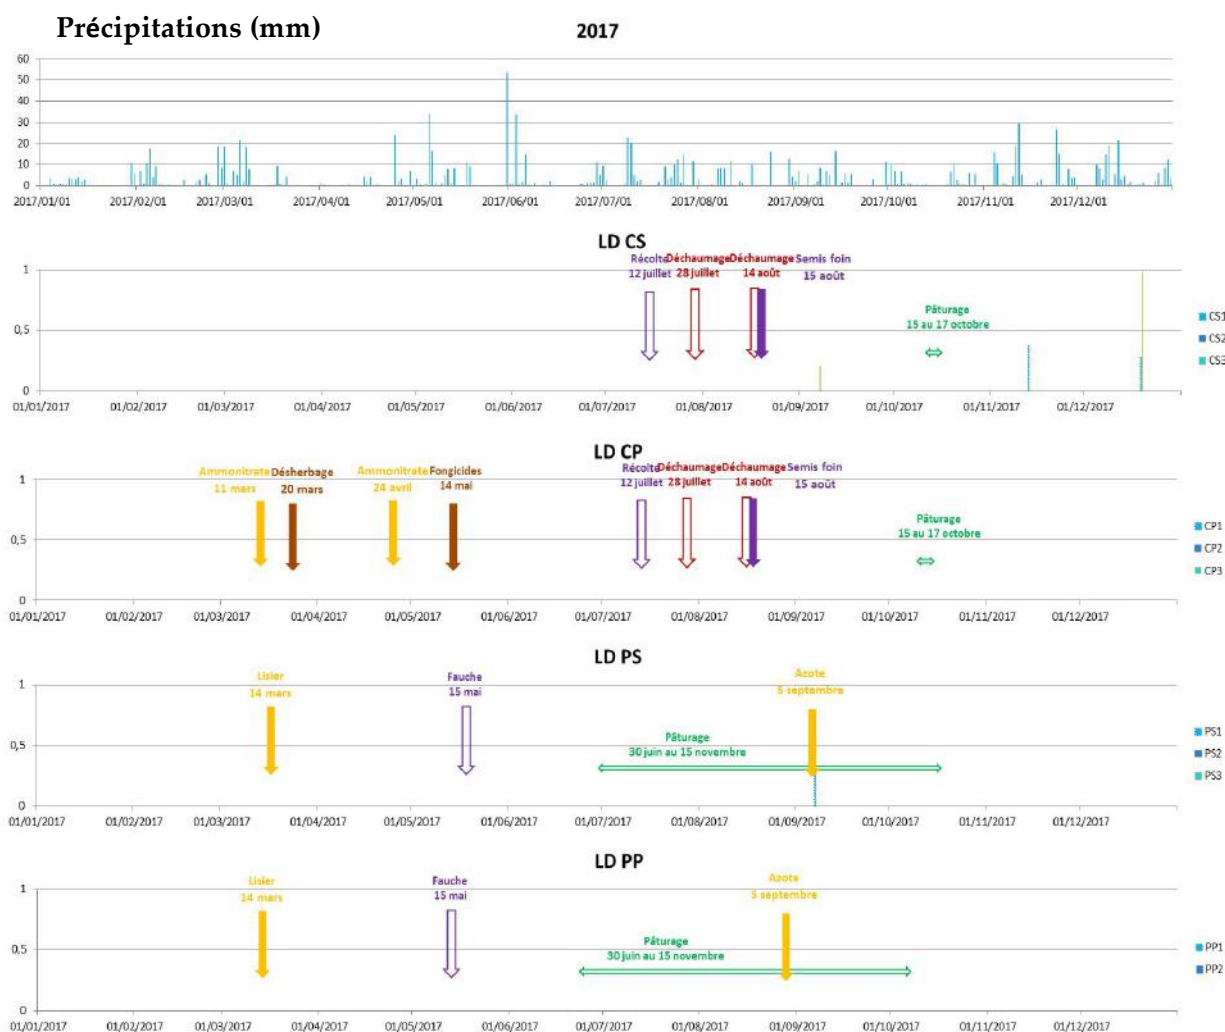 Précipitations (mm)
2017
60
50
40
30
20
10
0
2017/01/01 2017/02/01 2017/03/01 2017/04/01 2017/05/01 2017/06/01 2017/07/01 2017/08/01 2017/09/01 2017/10/01 2017/11/01 2017/12/01
LD CS
Récolte Déchaumage Déchaumage Semis foin
12 juillet 28 juillet 14 août 15 août
1
Pâturage
15 au 17 octobre
CS1
0,5
CS2
CS3
0
01/01/2017 01/02/2017 01/03/2017 01/04/2017 01/05/2017 01/06/2017 01/07/2017 01/08/2017 01/09/2017 01/10/2017 01/11/2017 01/12/2017
LD CP
Ammonitrate Désherbage Ammonitrate Fongicides Récolte Déchaumage Déchaumage Semis foin
1
11 mars 20 mars 24 avril 14 mai 12 juillet 28 juillet 14 août 15 août
Pâturage
15 au 17 octobre
CP1
0,5
CP2
CP3
0
01/01/2017 01/02/2017 01/03/2017 01/04/2017 01/05/2017 01/06/2017 01/07/2017 01/08/2017 01/09/2017 01/10/2017 01/11/2017 01/12/2017
LD PS
Lisier Fauche Azote
1
14 mars 15 mai 5 septembre
Pâturage
30 juin au 15 novembre
PS1
0,5
PS2
PS3
0
01/01/2017 01/02/2017 01/03/2017 01/04/2017 01/05/2017 01/06/2017 01/07/2017 01/08/2017 01/09/2017 01/10/2017 01/11/2017 01/12/2017
LD PP
Lisier Fauche Azote
1
14 mars 15 mai 5 septembre
Pâturage
30 juin au 15 novembre
PP1
0,5
PP2
0
01/01/2017 01/02/2017 01/03/2017 01/04/2017 01/05/2017 01/06/2017 01/07/2017 01/08/2017 01/09/2017 01/10/2017 01/11/2017 01/12/2017